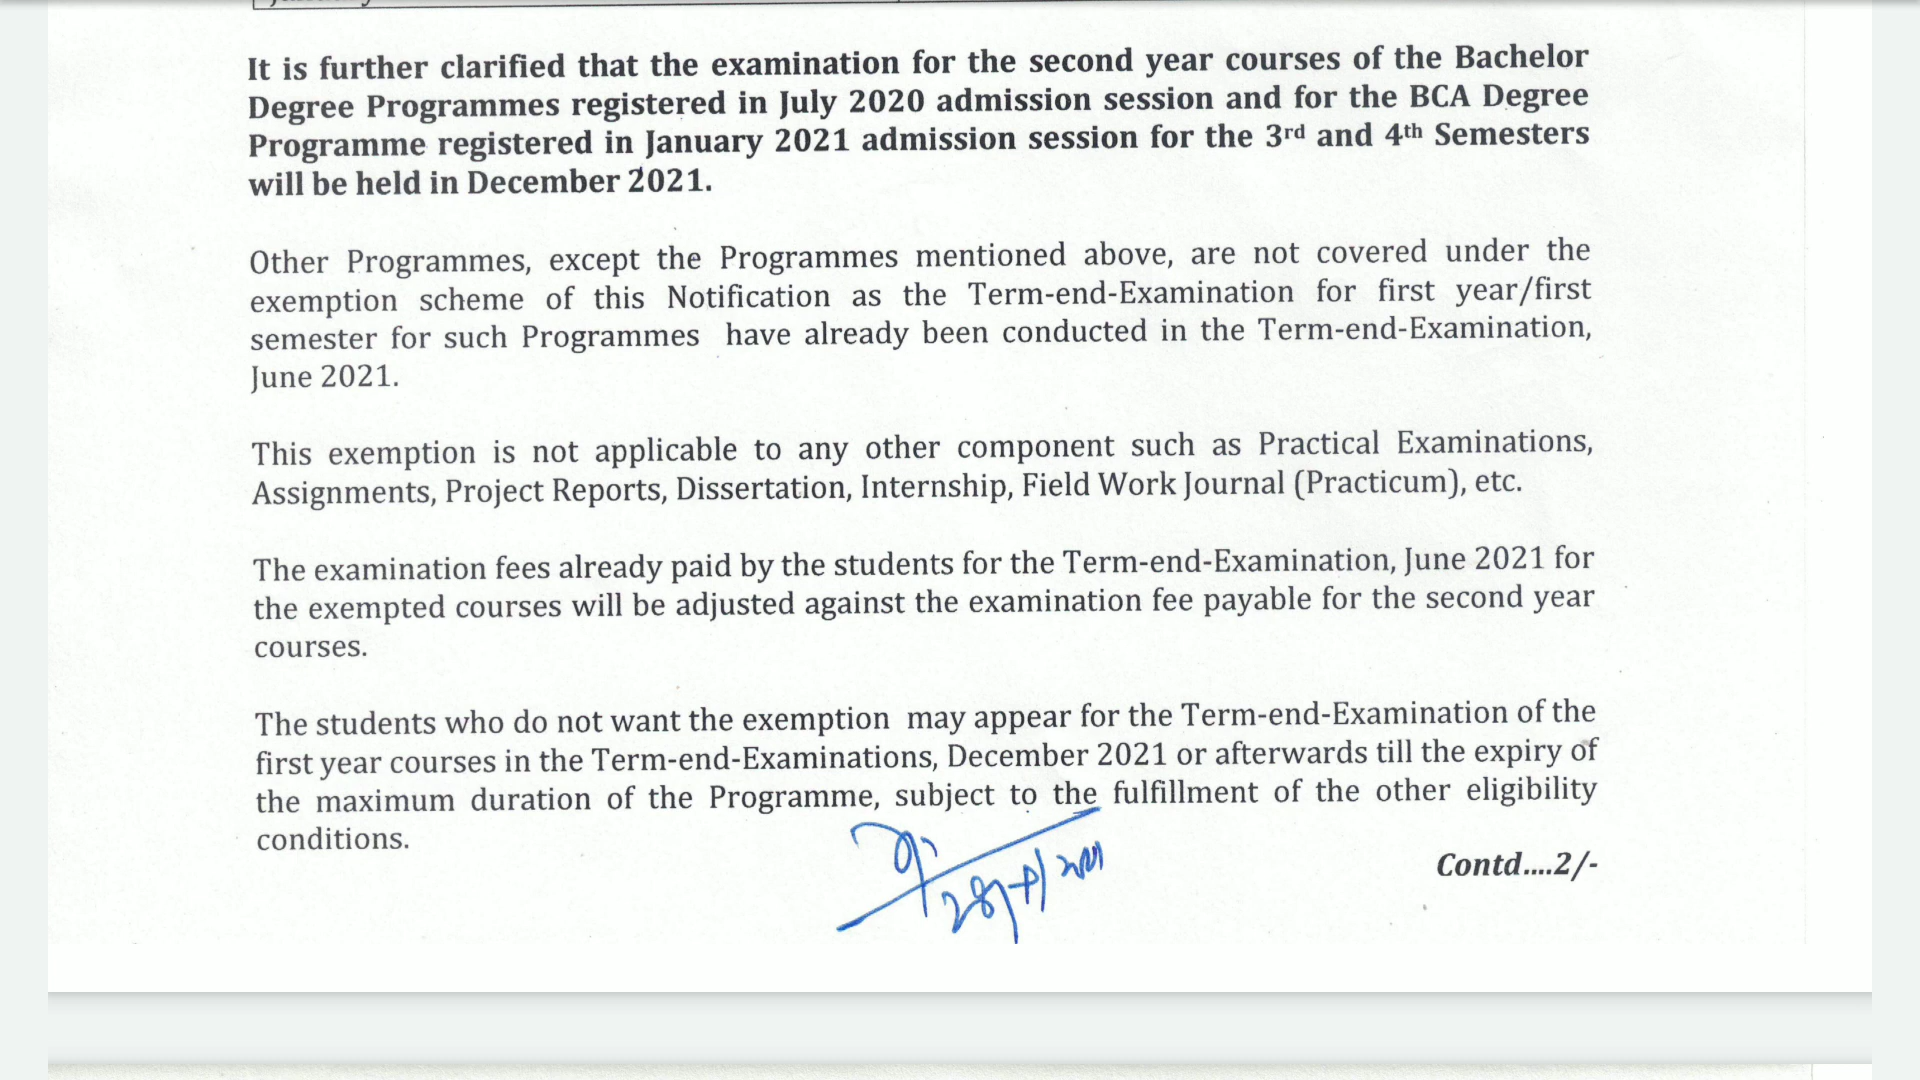 It is further clarified that the examination for the second year courses of the Bachelor
Degree Programmes registered in July 2020 admission session and for the BCA Degree
Programme registered in January 2021 admission session for the 3rd and 4th Semesters
will be held in December 2021.
Other Programmes, except the Programmes mentioned above, are not covered under the
exemption scheme of this Notification as the Term-end-Examination for first year/first
semester for such Programmes have already been conducted in the Term-end-Examination,
June 2021.
This exemption is not applicable to any other component such as Practical Examinations,
Assignments, Project Reports, Dissertation, Internship, Field Work Journal (Practicum), etc.
The examination fees already paid by the students for the Term-end-Examination, June 2021 for
the exempted courses will be adjusted against the examination fee payable for the second year
courses.
The students who do not want the exemption may appear for the Term-end-Examination of the
first year courses in the Term-end-Examinations, December 2021 or afterwards till the expiry of
the maximum duration of the Programme, subject to the fulfillment of the other eligibility
conditions.
Contd....2/-